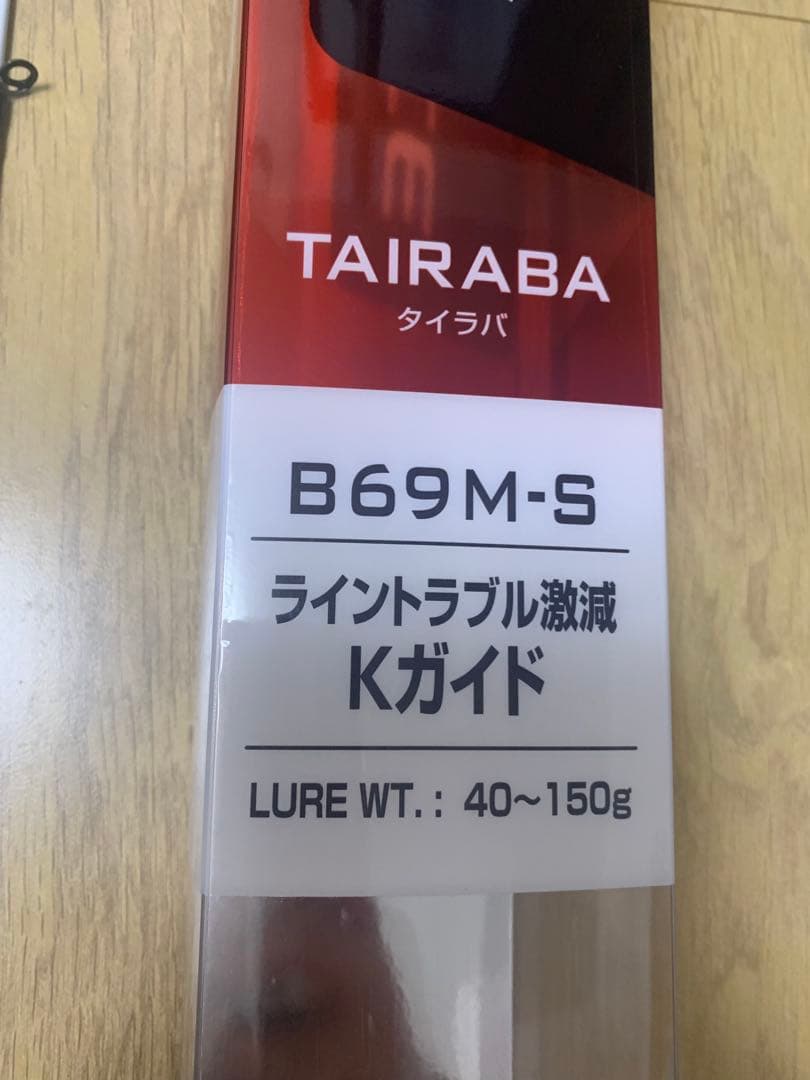 TAIRABA
タイラバ
B69M-S
ライントラブル激減
Kガイド
LURE WT. : 40~150g